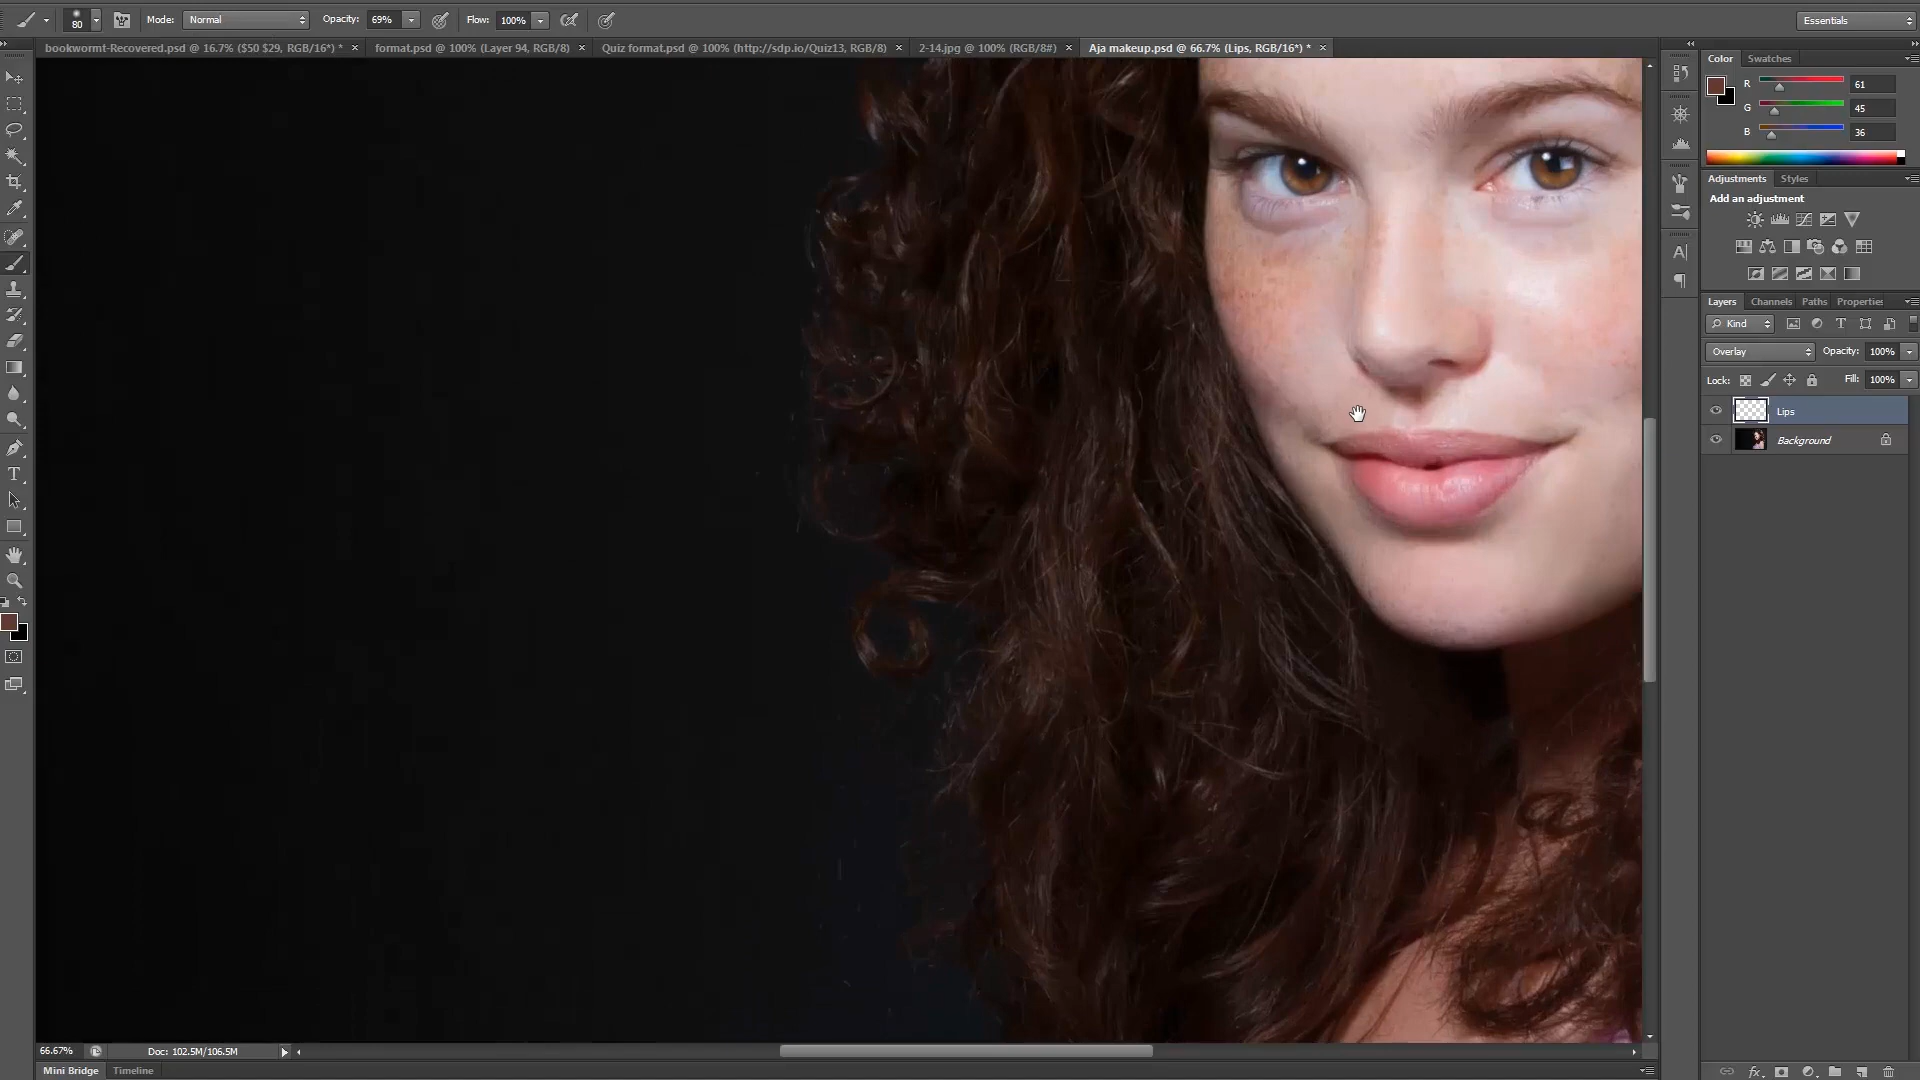 80 Mode: Normal Opacity: 69% Flow: 100% Essentials
bookwormt-Recovered.psd @ 16.7% ($50 $29, RGB/16*) * × format.psd @ 100% (Layer 94, RGB/8) × Quiz format.psd @ 100% (http://sdp.io/Quiz13, RGB/8) × 2-14.jpg @ 100% (RGB/8#) × Aja makeup.psd @ 66.7% (Lips, RGB/16*) * ×
Color Swatches
R 61
G 45
B 36
Adjustments Styles
Add an adjustment
Layers Channels Paths Properties
Kind
Overlay Opacity: 100%
Lock: Fill: 100%
Lips
Background
66.67% Doc: 102.5M/106.5M
Mini Bridge Timeline